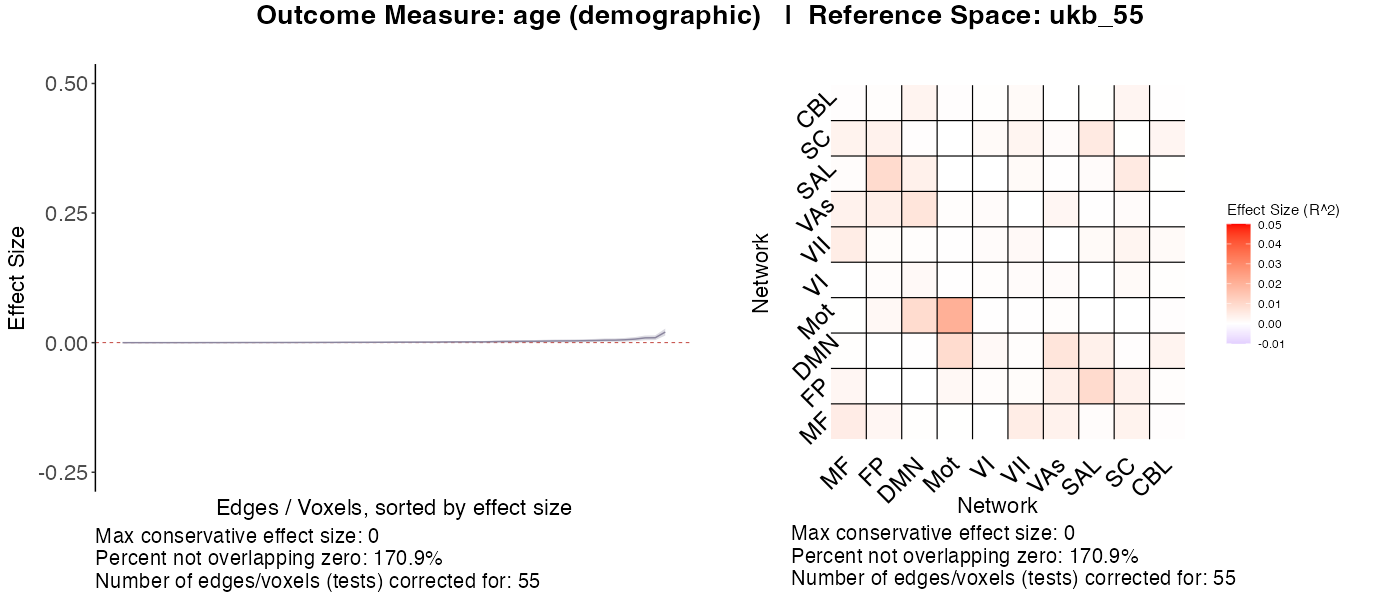 Outcome Measure: age (demographic) | Reference Space: ukb_55
0.50
0.25
0.00
-0.25
Effect Size
Edges / Voxels, sorted by effect size
Max conservative effect size: 0
Percent not overlapping zero: 170.9%
Number of edges/voxels (tests) corrected for: 55
Network
CBL
SC
SAL
VAs
VII
VI
Mot
DMN
FP
MF
MF FP DMN Mot VI VII VAs SAL SC CBL
Network
Max conservative effect size: 0
Percent not overlapping zero: 170.9%
Number of edges/voxels (tests) corrected for: 55
Effect Size (R^2)
0.05
0.04
0.03
0.02
0.01
0.00
-0.01